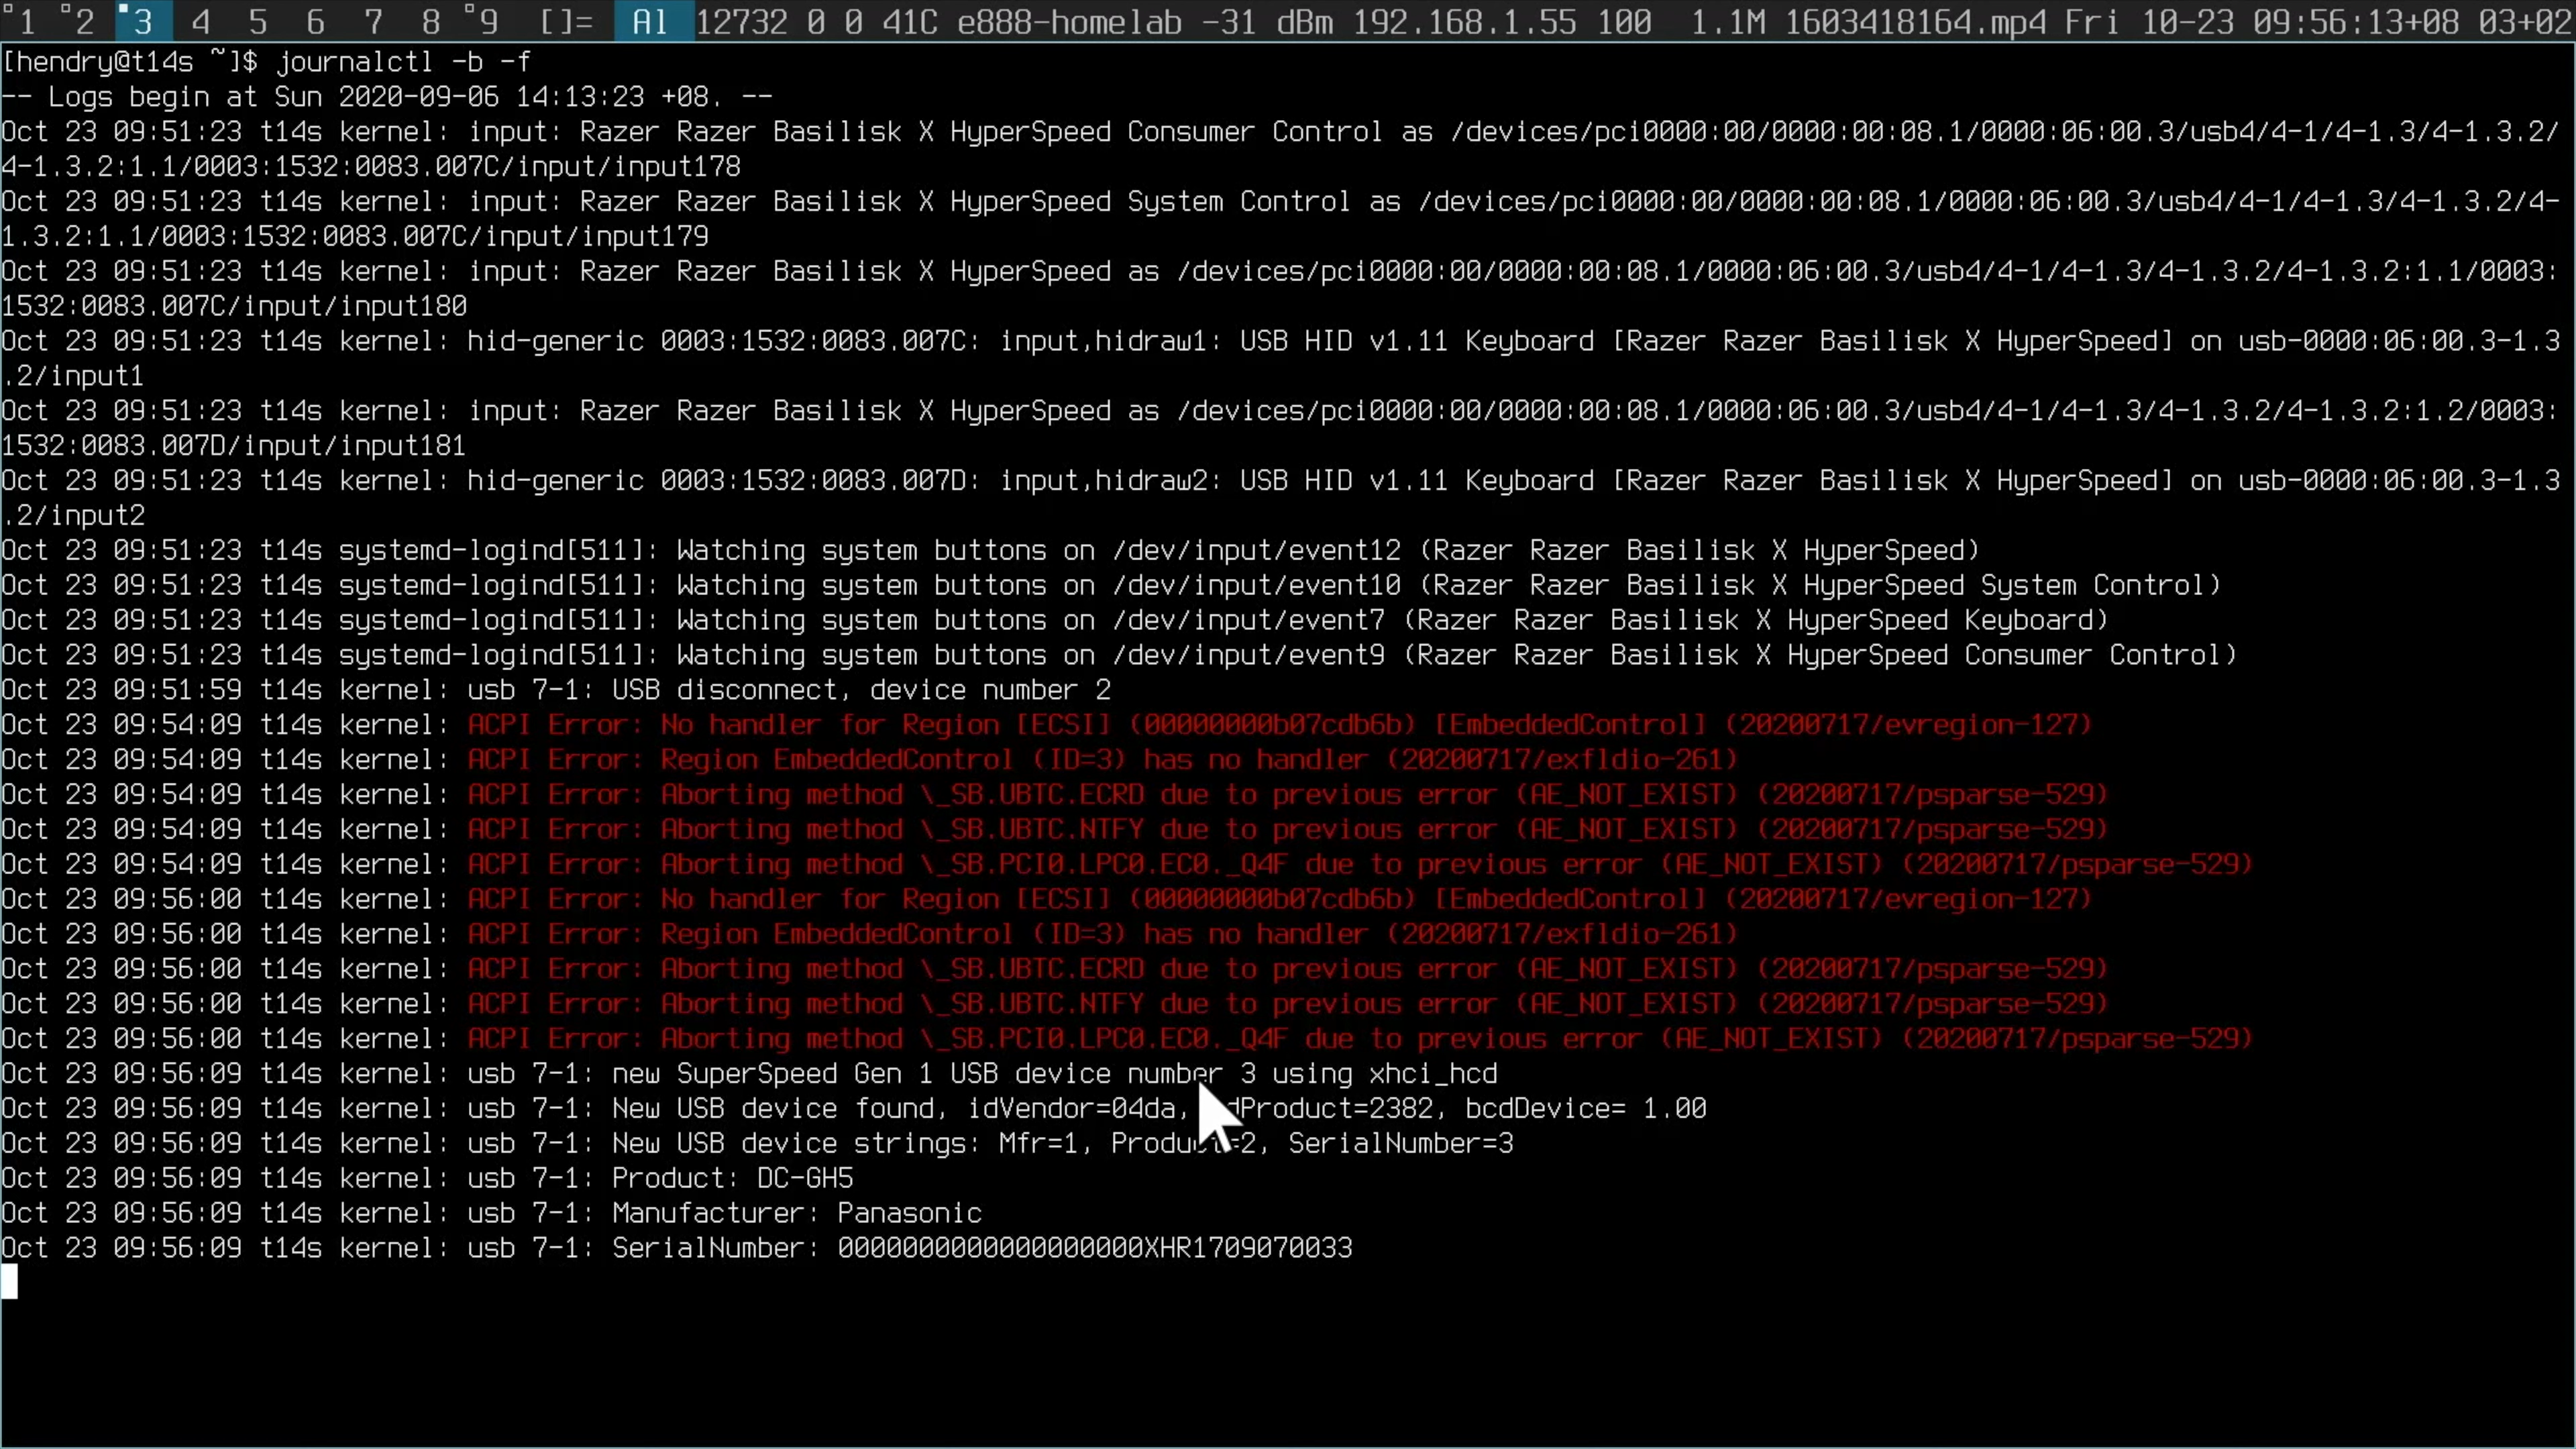 1 2 3 4 5 6 7 8 9 []= Al 12732 0 0 41C e888-homelab -31 dBm 192.168.1.55 100 1.1M 1603418164.mp4 Fri 10-23 09:56:13+08 03+02
[hendry@t14s ~]$ journalctl -b -f
-- Logs begin at Sun 2020-09-06 14:13:23 +08. --
Oct 23 09:51:23 t14s kernel: input: Razer Razer Basilisk X HyperSpeed Consumer Control as /devices/pci0000:00/0000:00:08.1/0000:06:00.3/usb4/4-1/4-1.3/4-1.3.2/
4-1.3.2:1.1/0003:1532:0083.007C/input/input178
Oct 23 09:51:23 t14s kernel: input: Razer Razer Basilisk X HyperSpeed System Control as /devices/pci0000:00/0000:00:08.1/0000:06:00.3/usb4/4-1/4-1.3/4-1.3.2/4-
1.3.2:1.1/0003:1532:0083.007C/input/input179
Oct 23 09:51:23 t14s kernel: input: Razer Razer Basilisk X HyperSpeed as /devices/pci0000:00/0000:00:08.1/0000:06:00.3/usb4/4-1/4-1.3/4-1.3.2/4-1.3.2:1.1/0003:
1532:0083.007C/input/input180
Oct 23 09:51:23 t14s kernel: hid-generic 0003:1532:0083.007C: input,hidraw1: USB HID v1.11 Keyboard [Razer Razer Basilisk X HyperSpeed] on usb-0000:06:00.3-1.3
.2/input1
Oct 23 09:51:23 t14s kernel: input: Razer Razer Basilisk X HyperSpeed as /devices/pci0000:00/0000:00:08.1/0000:06:00.3/usb4/4-1/4-1.3/4-1.3.2/4-1.3.2:1.2/0003:
1532:0083.007D/input/input181
Oct 23 09:51:23 t14s kernel: hid-generic 0003:1532:0083.007D: input,hidraw2: USB HID v1.11 Keyboard [Razer Razer Basilisk X HyperSpeed] on usb-0000:06:00.3-1.3
.2/input2
Oct 23 09:51:23 t14s systemd-logind[511]: Watching system buttons on /dev/input/event12 (Razer Razer Basilisk X HyperSpeed)
Oct 23 09:51:23 t14s systemd-logind[511]: Watching system buttons on /dev/input/event10 (Razer Razer Basilisk X HyperSpeed System Control)
Oct 23 09:51:23 t14s systemd-logind[511]: Watching system buttons on /dev/input/event7 (Razer Razer Basilisk X HyperSpeed Keyboard)
Oct 23 09:51:23 t14s systemd-logind[511]: Watching system buttons on /dev/input/event9 (Razer Razer Basilisk X HyperSpeed Consumer Control)
Oct 23 09:51:59 t14s kernel: usb 7-1: USB disconnect, device number 2
Oct 23 09:54:09 t14s kernel: ACPI Error: No handler for Region [ECSI] (00000000b07cdb6b) [EmbeddedControl] (20200717/evregion-127)
Oct 23 09:54:09 t14s kernel: ACPI Error: Region EmbeddedControl (ID=3) has no handler (20200717/exfldio-261)
Oct 23 09:54:09 t14s kernel: ACPI Error: Aborting method \_SB.UBTC.ECRD due to previous error (AE_NOT_EXIST) (20200717/psparse-529)
Oct 23 09:54:09 t14s kernel: ACPI Error: Aborting method \_SB.UBTC.NTFY due to previous error (AE_NOT_EXIST) (20200717/psparse-529)
Oct 23 09:54:09 t14s kernel: ACPI Error: Aborting method \_SB.PCI0.LPC0.EC0._Q4F due to previous error (AE_NOT_EXIST) (20200717/psparse-529)
Oct 23 09:56:00 t14s kernel: ACPI Error: No handler for Region [ECSI] (00000000b07cdb6b) [EmbeddedControl] (20200717/evregion-127)
Oct 23 09:56:00 t14s kernel: ACPI Error: Region EmbeddedControl (ID=3) has no handler (20200717/exfldio-261)
Oct 23 09:56:00 t14s kernel: ACPI Error: Aborting method \_SB.UBTC.ECRD due to previous error (AE_NOT_EXIST) (20200717/psparse-529)
Oct 23 09:56:00 t14s kernel: ACPI Error: Aborting method \_SB.UBTC.NTFY due to previous error (AE_NOT_EXIST) (20200717/psparse-529)
Oct 23 09:56:00 t14s kernel: ACPI Error: Aborting method \_SB.PCI0.LPC0.EC0._Q4F due to previous error (AE_NOT_EXIST) (20200717/psparse-529)
Oct 23 09:56:09 t14s kernel: usb 7-1: new SuperSpeed Gen 1 USB device number 3 using xhci_hcd
Oct 23 09:56:09 t14s kernel: usb 7-1: New USB device found, idVendor=04da, idProduct=2382, bcdDevice= 1.00
Oct 23 09:56:09 t14s kernel: usb 7-1: New USB device strings: Mfr=1, Product=2, SerialNumber=3
Oct 23 09:56:09 t14s kernel: usb 7-1: Product: DC-GH5
Oct 23 09:56:09 t14s kernel: usb 7-1: Manufacturer: Panasonic
Oct 23 09:56:09 t14s kernel: usb 7-1: SerialNumber: 0000000000000000000XHR1709070033